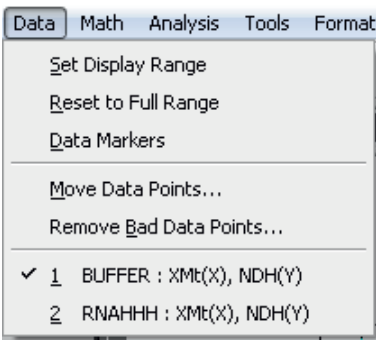 Data Math Analysis Tools Format
Set Display Range
Reset to Full Range
Data Markers
Move Data Points...
Remove Bad Data Points...
✓ 1 BUFFER : XMt(X), NDH(Y)
2 RNAHHH : XMt(X), NDH(Y)